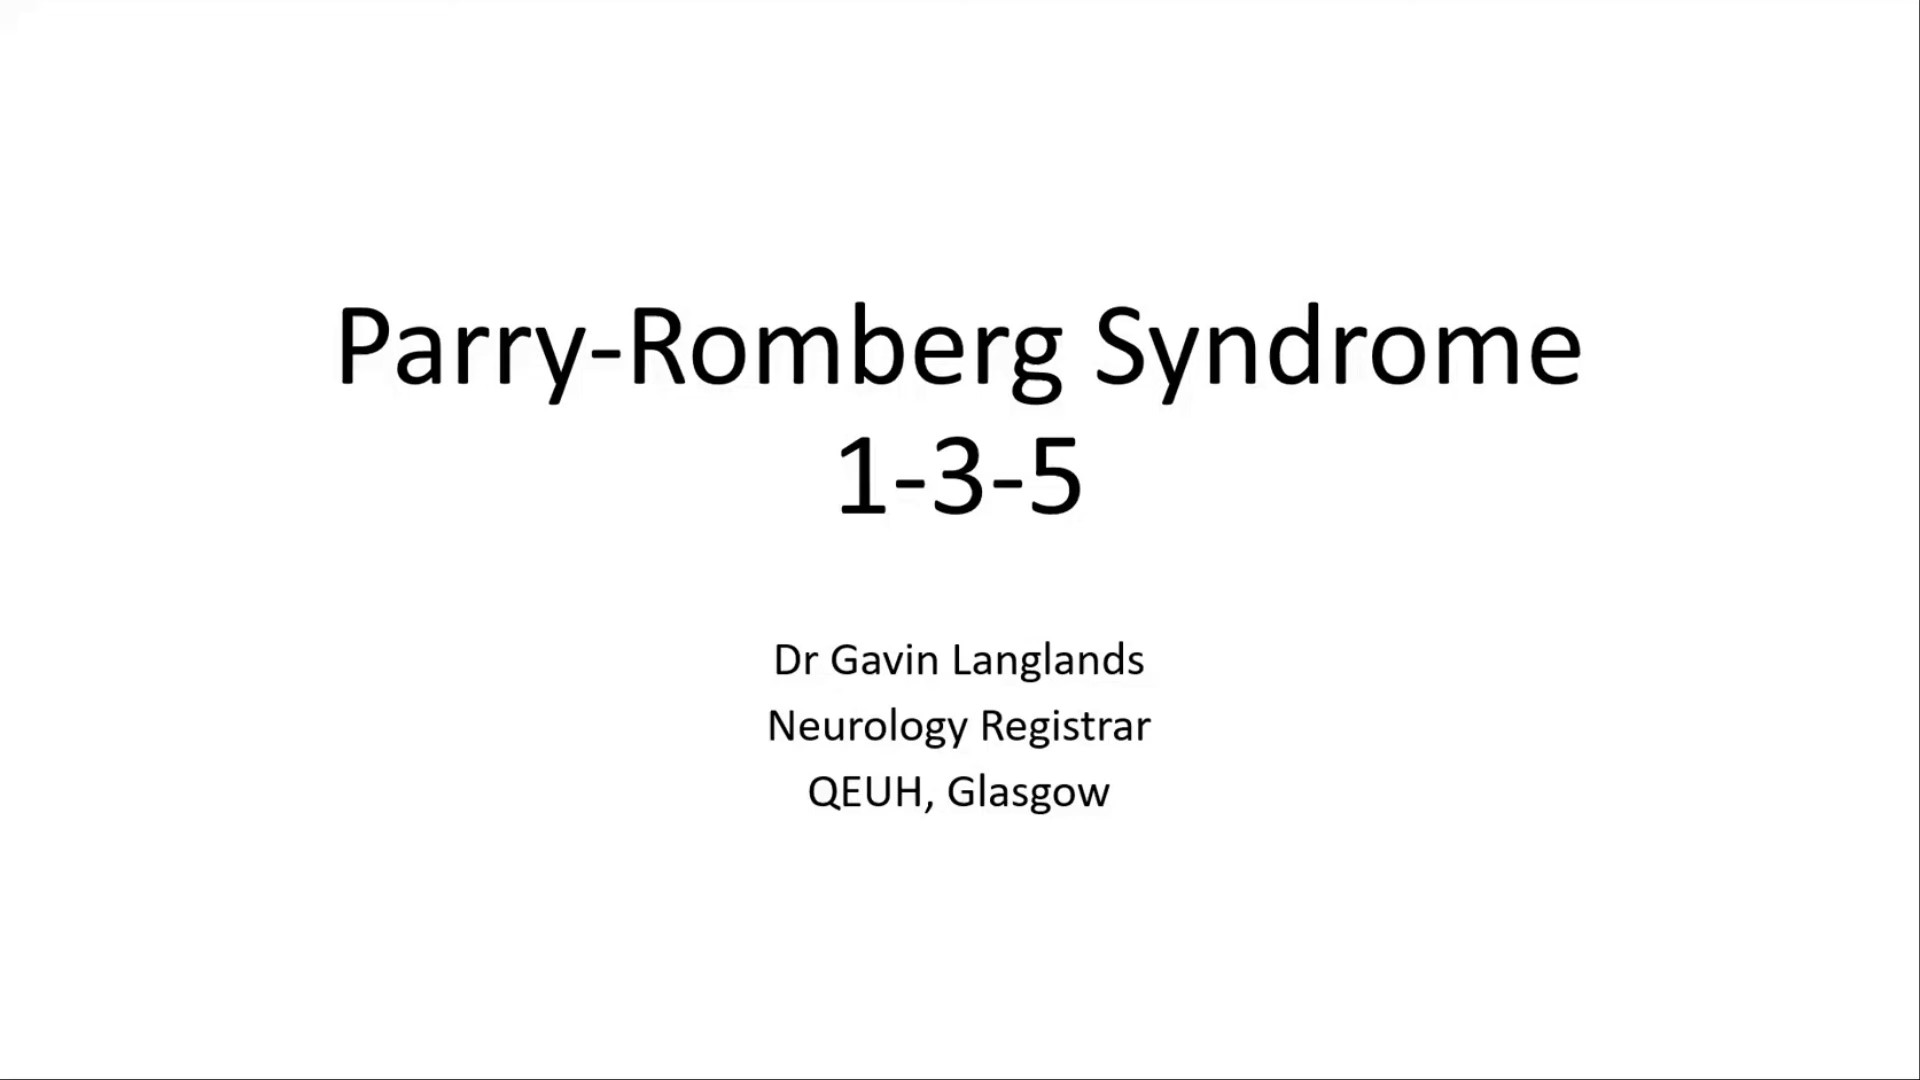 Parry-Romberg Syndrome
1-3-5
Dr Gavin Langlands
Neurology Registrar
QEUH, Glasgow